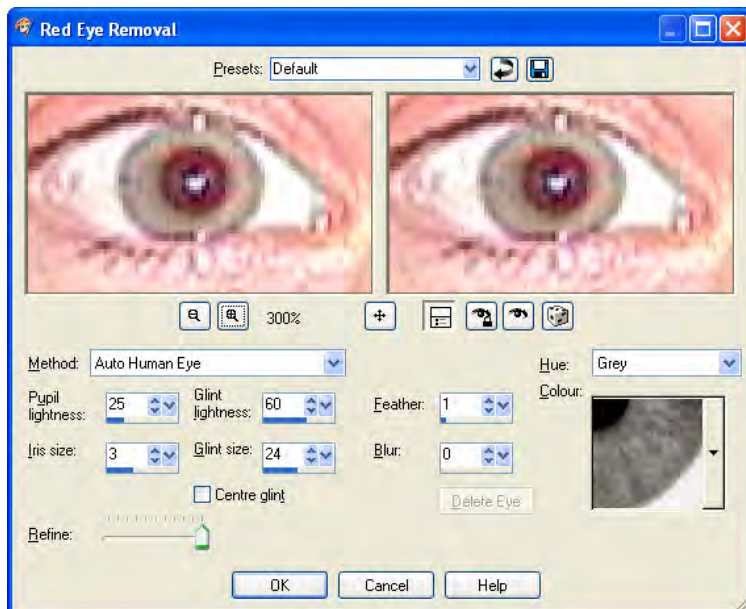 Red Eye Removal
Presets: Default
300%
Method: Auto Human Eye
Hue: Grey
Pupil lightness: 25
Glint lightness: 60
Feather: 1
Colour:
Iris size: 3
Glint size: 24
Blur: 0
Centre glint
Delete Eye
Refine:
OK Cancel Help